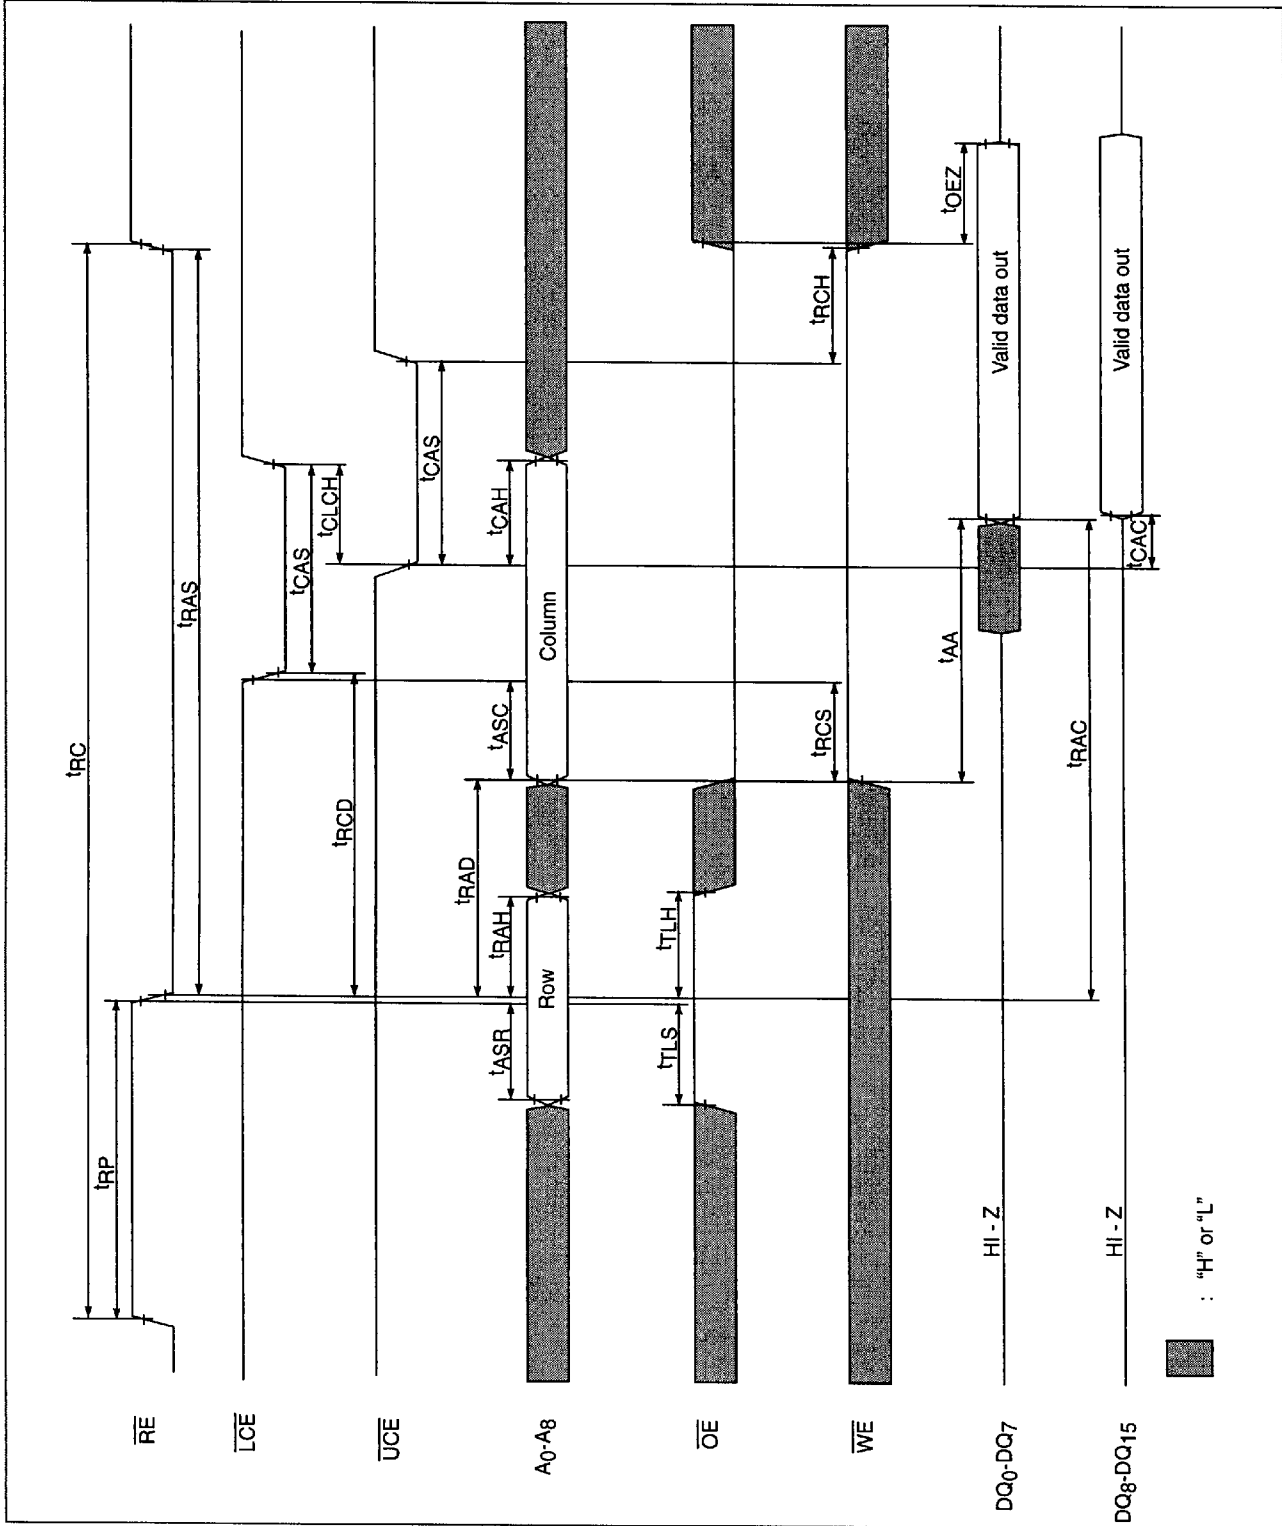 tRC
tRP
tRAS
RE
LCE
tRCD
tCAS
tCLCH
UCE
tCAS
tRAD
tASR
tRAH
tASC
tCAH
A0-A8
Row
Column
tTLS
tTLH
OE
tRCS
tRCH
WE
tAA
tOEZ
DQ0-DQ7
HI - Z
Valid data out
tRAC
DQ8-DQ15
HI - Z
tCAC
Valid data out
: "H" or "L"